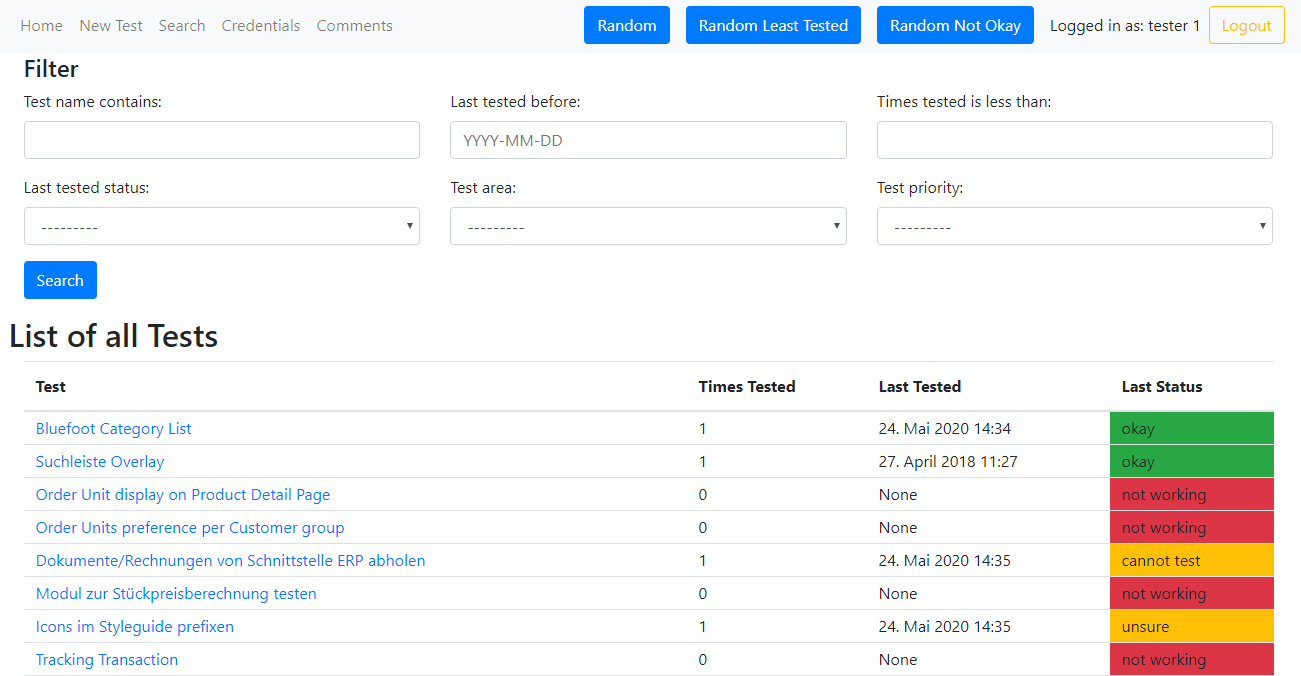 Home New Test Search Credentials Comments Random Random Least Tested Random Not Okay Logged in as: tester 1 Logout
Filter
Test name contains: Last tested before: Times tested is less than:
YYYY-MM-DD
Last tested status: Test area: Test priority:
--------- --------- ---------
Search
List of all Tests
Test Times Tested Last Tested Last Status
Bluefoot Category List 1 24. Mai 2020 14:34 okay
Suchleiste Overlay 1 27. April 2018 11:27 okay
Order Unit display on Product Detail Page 0 None not working
Order Units preference per Customer group 0 None not working
Dokumente/Rechnungen von Schnittstelle ERP abholen 1 24. Mai 2020 14:35 cannot test
Modul zur Stückpreisberechnung testen 0 None not working
Icons im Styleguide prefixen 1 24. Mai 2020 14:35 unsure
Tracking Transaction 0 None not working